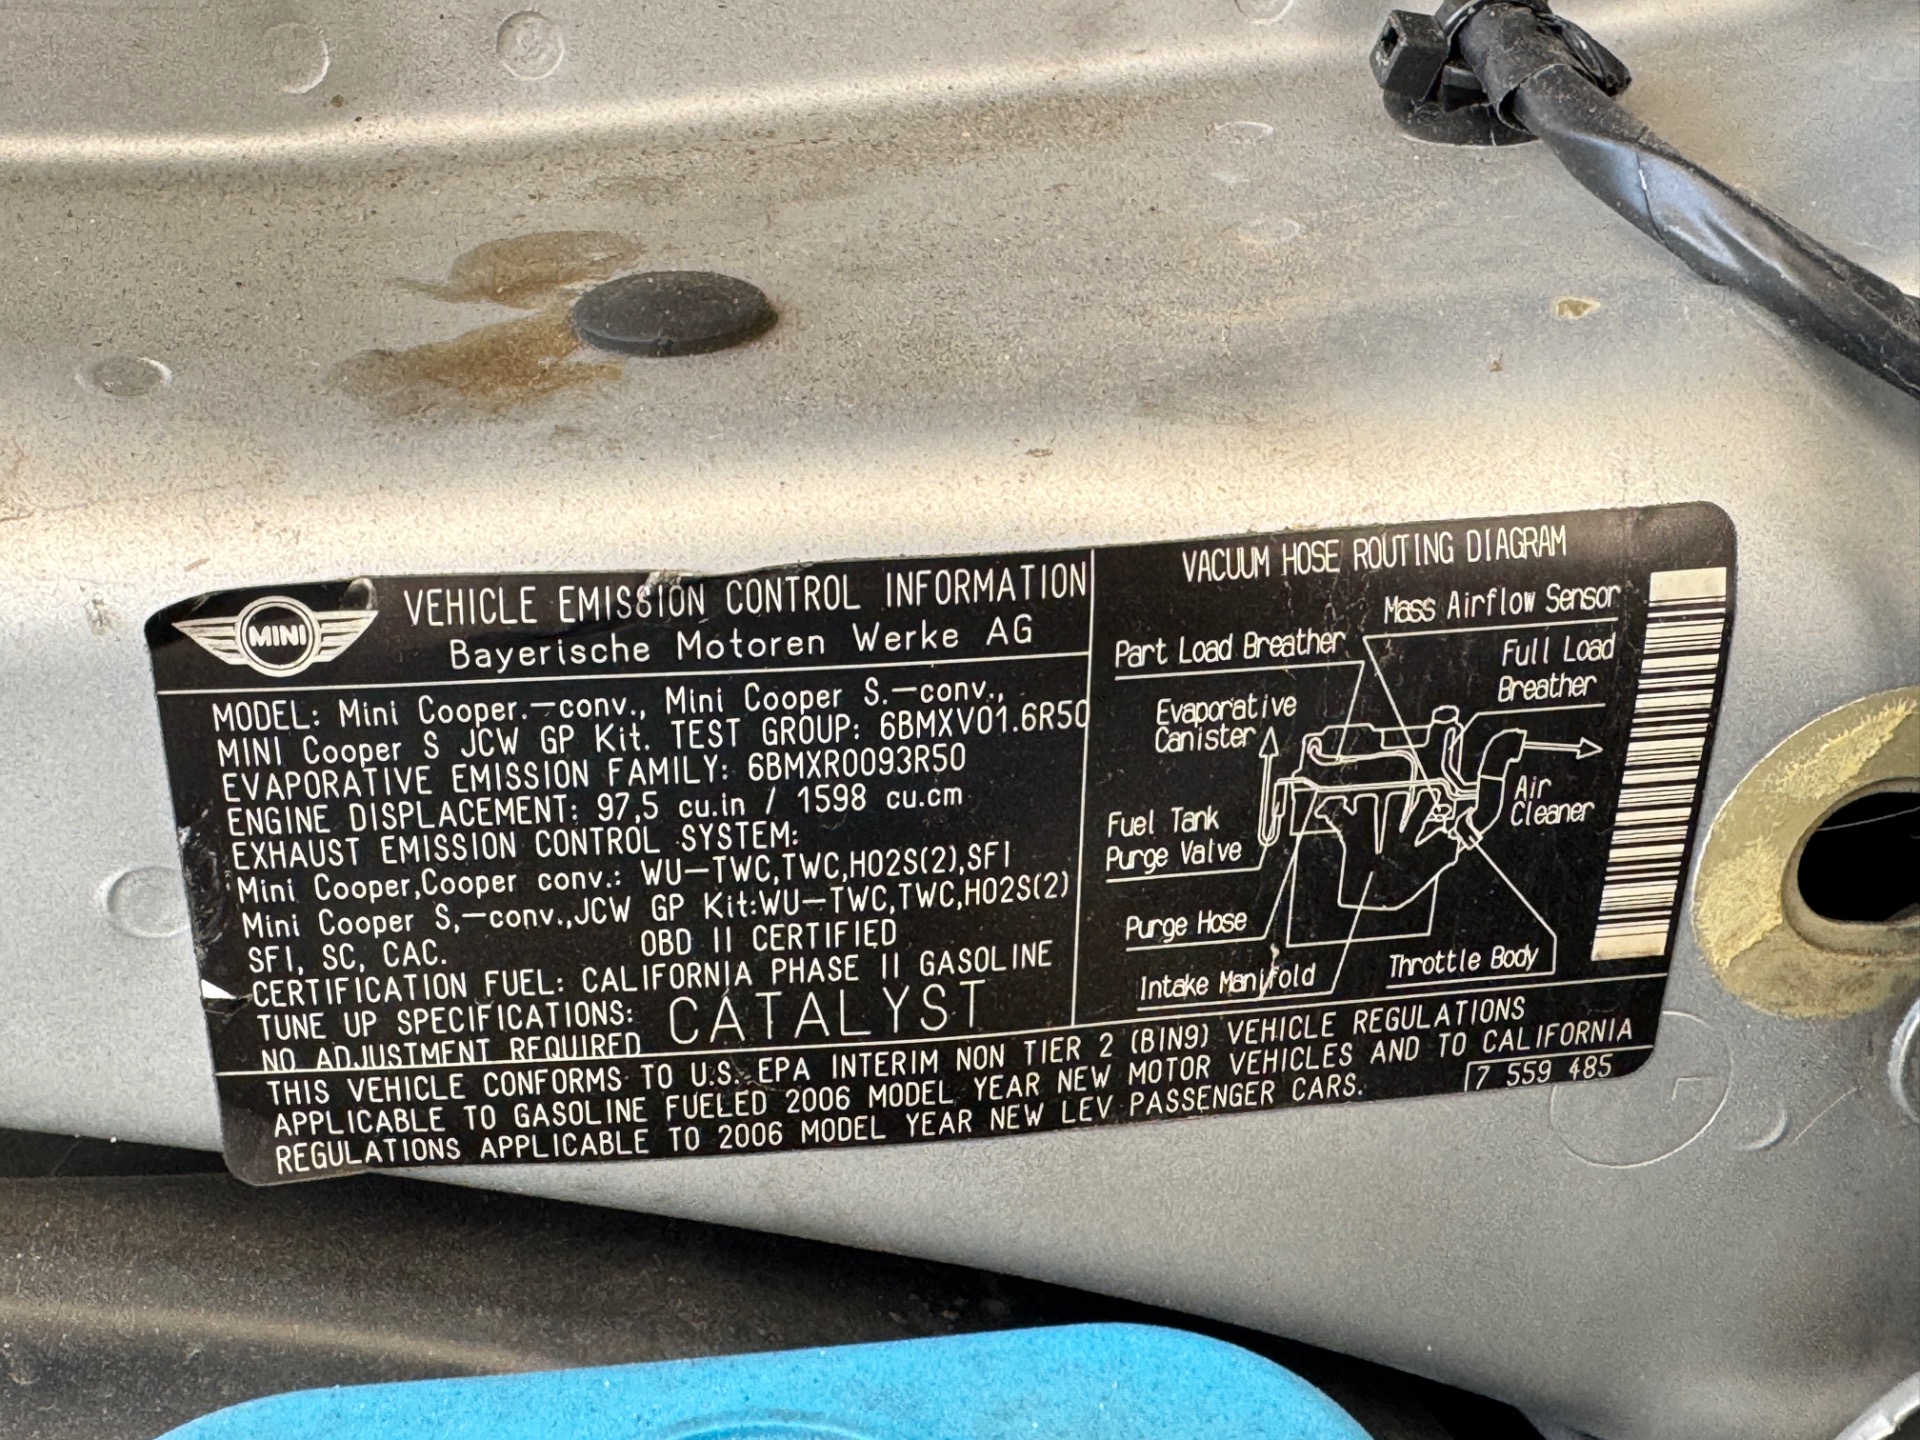 MINI
VEHICLE EMISSION CONTROL INFORMATION
Bayerische Motoren Werke AG
MODEL: Mini Cooper.-conv., Mini Cooper S.-conv.,
MINI Cooper S JCW GP Kit. TEST GROUP: 6BMXV01.6R50
EVAPORATIVE EMISSION FAMILY: 6BMXR0093R50
ENGINE DISPLACEMENT: 97,5 cu.in / 1598 cu.cm
EXHAUST EMISSION CONTROL SYSTEM:
Mini Cooper,Cooper conv.: WU-TWC,TWC,HO2S(2),SFI
Mini Cooper S,-conv.,JCW GP Kit:WU-TWC,TWC,HO2S(2)
SFI, SC, CAC. OBD II CERTIFIED
CERTIFICATION FUEL: CALIFORNIA PHASE II GASOLINE
TUNE UP SPECIFICATIONS:
NO ADJUSTMENT REQUIRED
CATALYST
VACUUM HOSE ROUTING DIAGRAM
Mass Airflow Sensor
Part Load Breather
Full Load
Breather
Evaporative
Canister
Air
Cleaner
Fuel Tank
Purge Valve
Purge Hose
Intake Manifold
Throttle Body
THIS VEHICLE CONFORMS TO U.S. EPA INTERIM NON TIER 2 (BIN9) VEHICLE REGULATIONS
APPLICABLE TO GASOLINE FUELED 2006 MODEL YEAR NEW MOTOR VEHICLES AND TO CALIFORNIA
REGULATIONS APPLICABLE TO 2006 MODEL YEAR NEW LEV PASSENGER CARS.
7 559 485